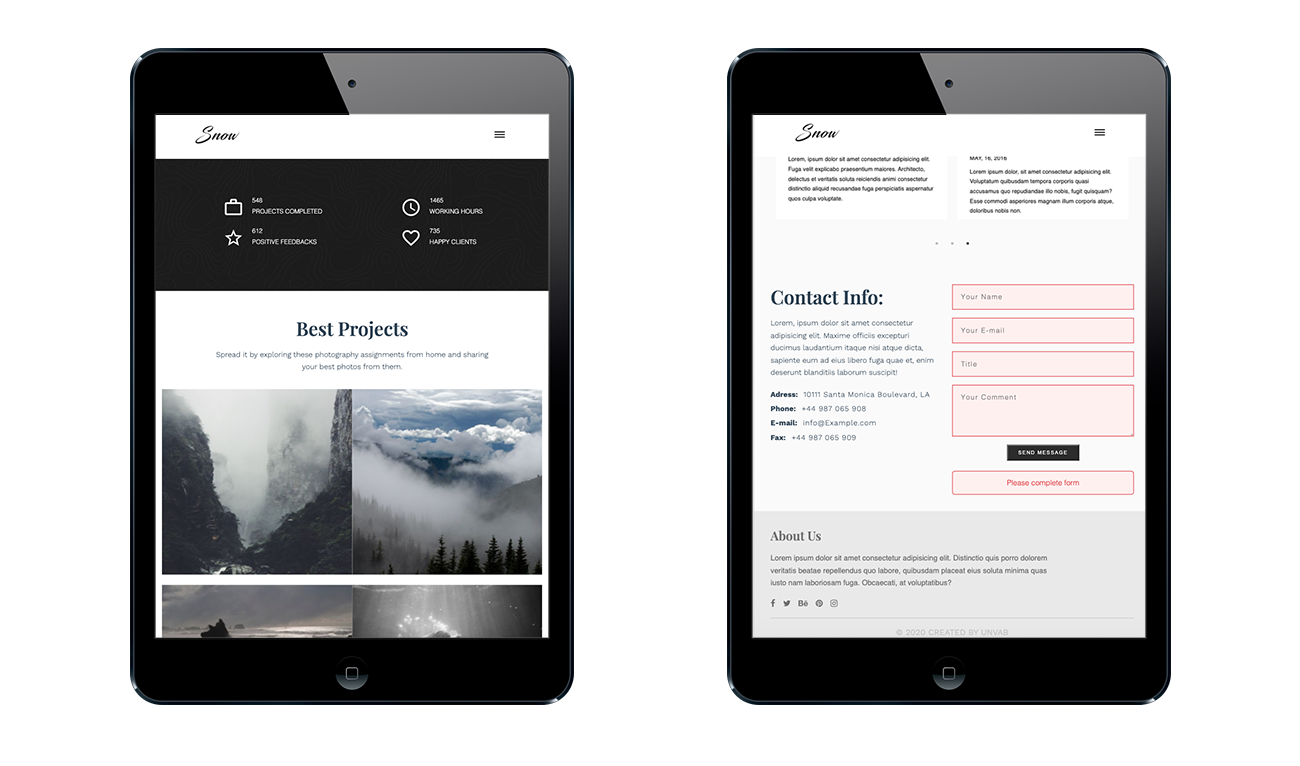 Snow
548
PROJECTS COMPLETED
1465
WORKING HOURS
612
POSITIVE FEEDBACKS
735
HAPPY CLIENTS
Best Projects
Spread it by exploring these photography assignments from home and sharing
your best photos from them.
Snow
Lorem, ipsum dolor sit amet consectetur adipisicing elit.
Fuga velit explicabo praesentium maiores. Architecto,
delectus et veritatis soluta reiciendis animi consectetur
distinctio aliquid recusandae fuga perspiciatis aspernatur
quos culpa voluptate.
MAY, 16, 2016
Lorem ipsum dolor sit amet consectetur, adipisicing elit.
Voluptatum quibusdam tempora corporis quasi
accusamus quo repudiandae illo nobis, fugit quisquam?
Esse commodi asperiores magnam illum corporis atque,
doloribus nobis non.
Contact Info:
Lorem, ipsum dolor sit amet consectetur
adipisicing elit. Maxime officiis excepturi
ducimus laudantium itaque nisi atque dicta,
sapiente eum ad eius libero fuga quae et, enim
deserunt blanditiis laborum suscipit!
Adress: 10111 Santa Monica Boulevard, LA
Phone: +44 987 065 908
E-mail: info@Example.com
Fax: +44 987 065 909
Your Name
Your E-mail
Title
Your Comment
SEND MESSAGE
Please complete form
About Us
Lorem ipsum dolor sit amet consectetur adipisicing elit. Distinctio quis porro dolorem
veritatis beatae repellendus quo labore, quibusdam placeat eius soluta minima quas
iusto nam laboriosam fuga. Obcaecati, at voluptatibus?
Bē
© 2020 CREATED BY UNVAB